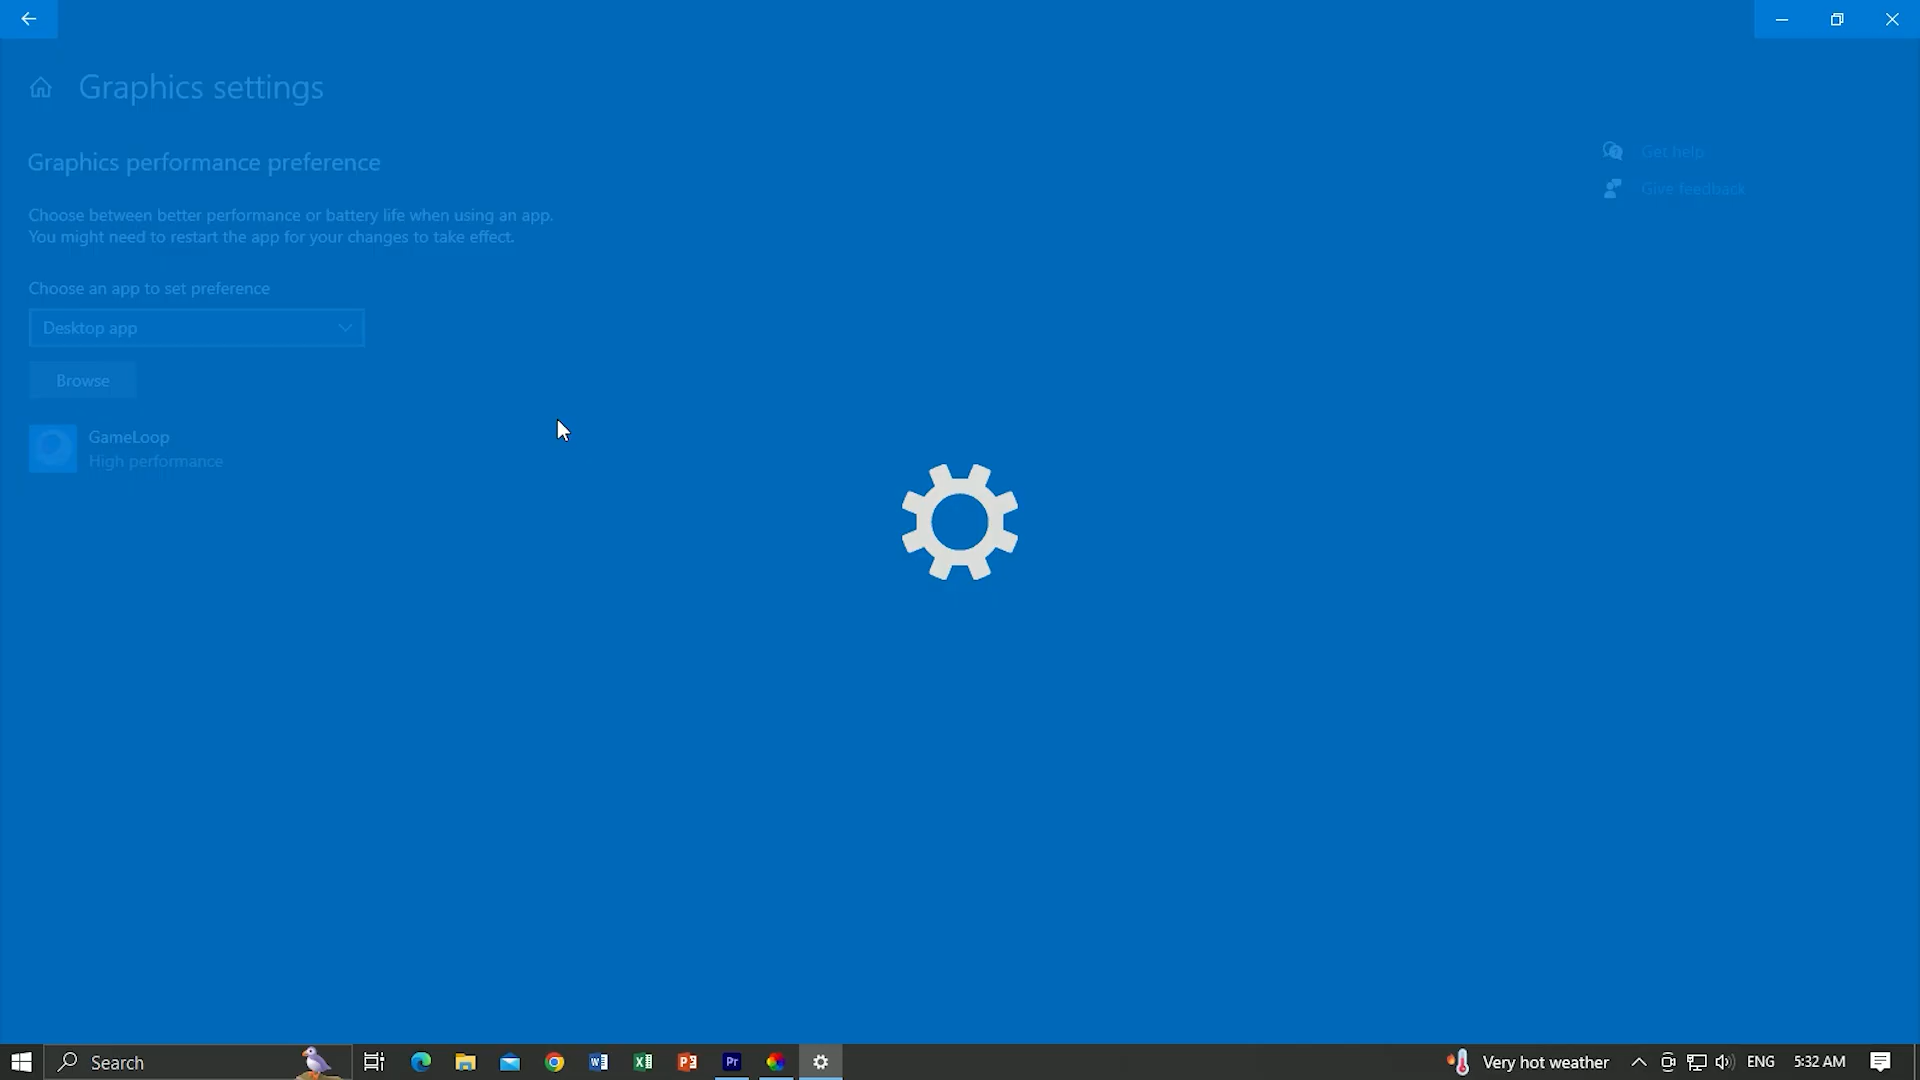 Graphics settings
Graphics performance preference
Get help
Give feedback
Choose between better performance or battery life when using an app.
You might need to restart the app for your changes to take effect.
Choose an app to set preference
Desktop app
Browse
GameLoop
High performance
Search
W
X
P
Pr
Very hot weather
ENG
5:32 AM